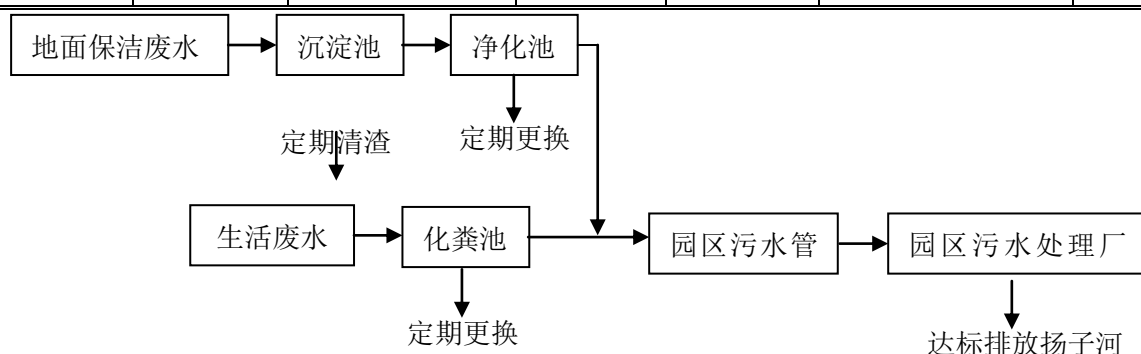 地面保洁废水
沉淀池
净化池
定期清渣
定期更换
生活废水
化粪池
园区污水管
园区污水处理厂
定期更换
达标排放扬子河